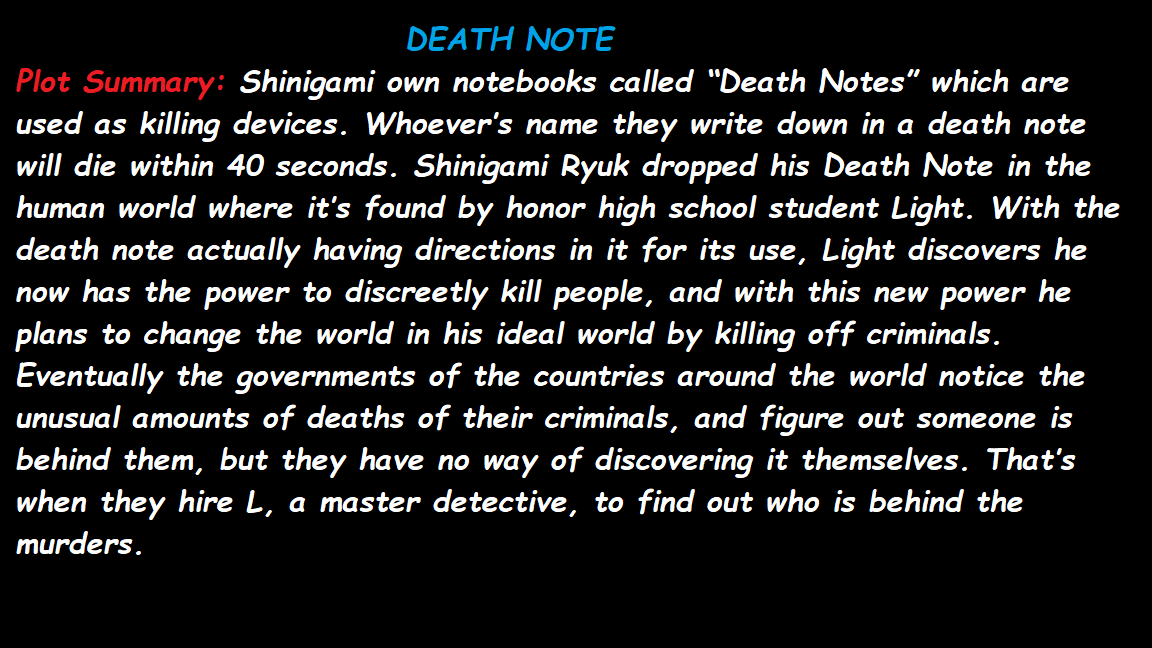 DEATH NOTE
Plot Summary: Shinigami own notebooks called “Death Notes” which are
used as killing devices. Whoever’s name they write down in a death note
will die within 40 seconds. Shinigami Ryuk dropped his Death Note in the
human world where it’s found by honor high school student Light. With the
death note actually having directions in it for its use, Light discovers he
now has the power to discreetly kill people, and with this new power he
plans to change the world in his ideal world by killing off criminals.
Eventually the governments of the countries around the world notice the
unusual amounts of deaths of their criminals, and figure out someone is
behind them, but they have no way of discovering it themselves. That’s
when they hire L, a master detective, to find out who is behind the
murders.